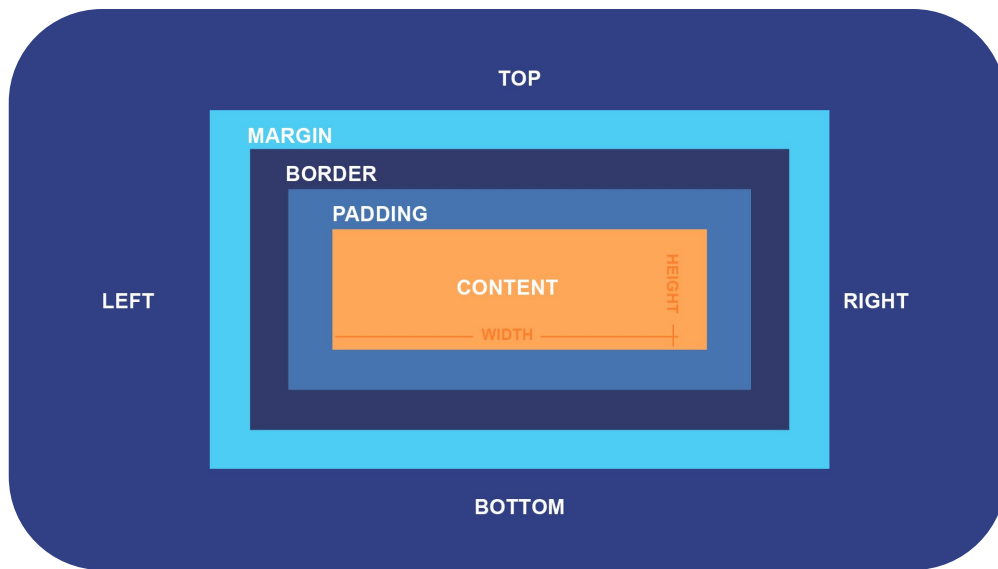 TOP
MARGIN
BORDER
PADDING
CONTENT
HEIGHT
WIDTH
LEFT
RIGHT
BOTTOM